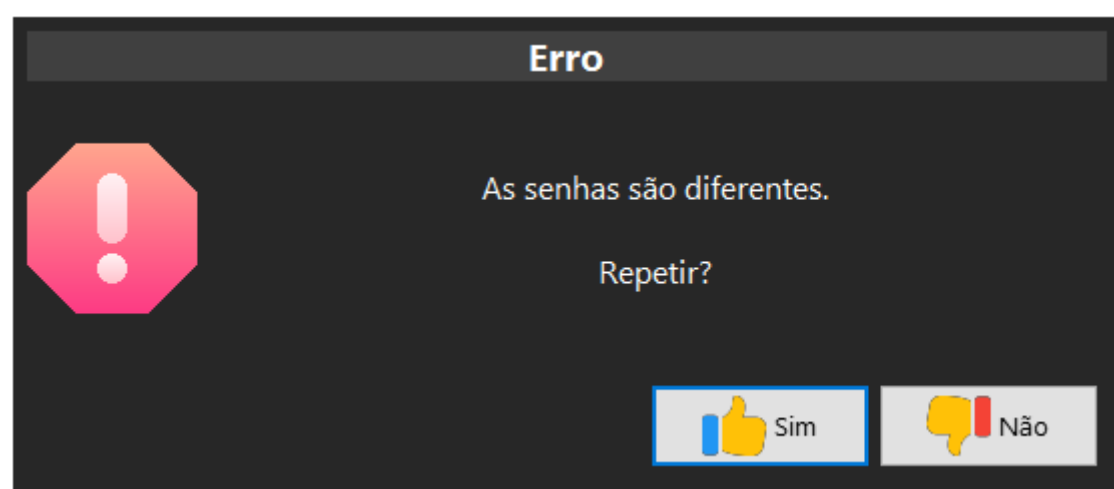 Erro
As senhas são diferentes.
Repetir?
Sim
Não